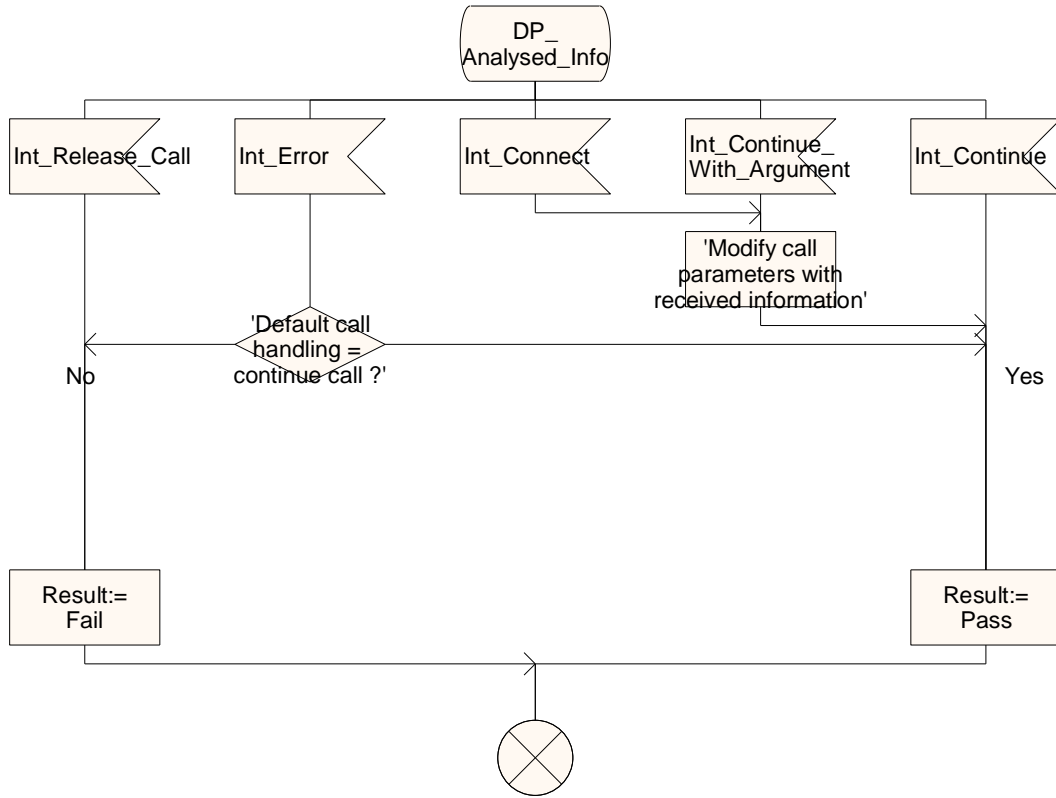 DP_
Analysed_Info
Int_Release_Call
Int_Error
Int_Connect
Int_Continue_
With_Argument
Int_Continue
'Modify call
parameters with
received information'
'Default call
handling =
continue call ?'
No
Yes
Result:=
Fail
Result:=
Pass